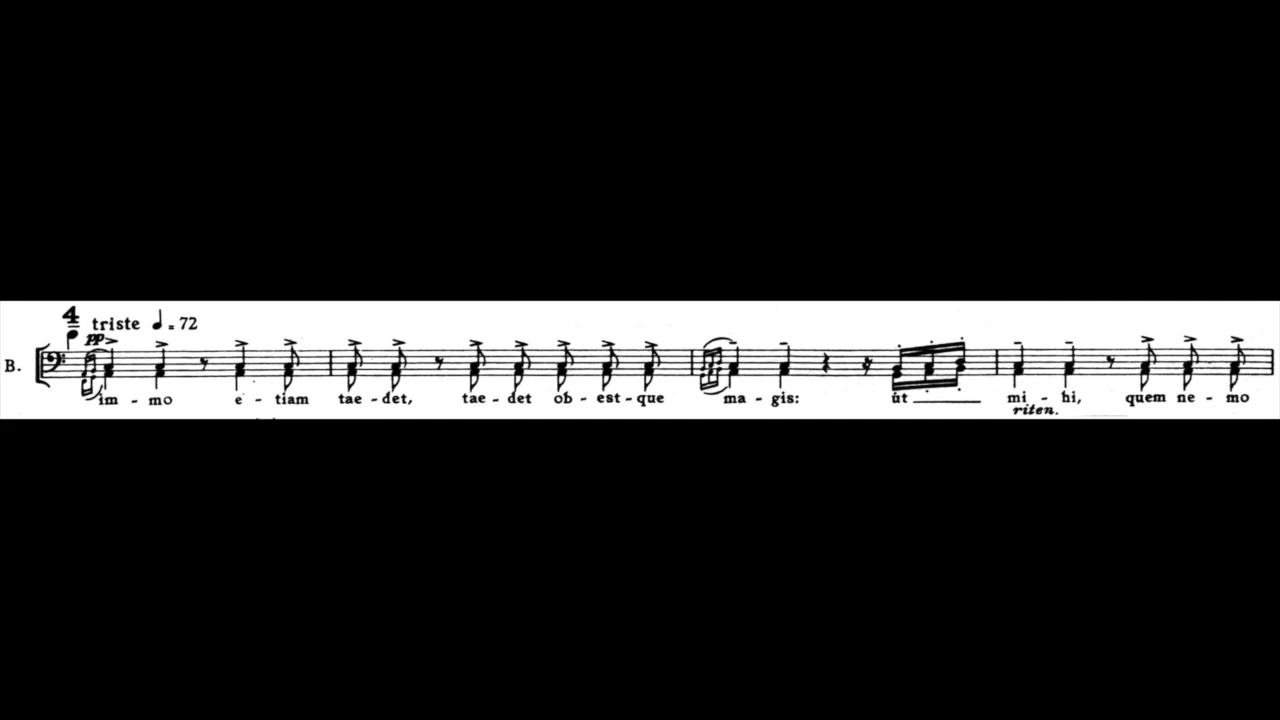 4
triste ♩ = 72
pp
B.
im - mo e - tiam tae - det, tae - det ob - est - que ma - gis: ut mi - hi, quem ne - mo
riten.